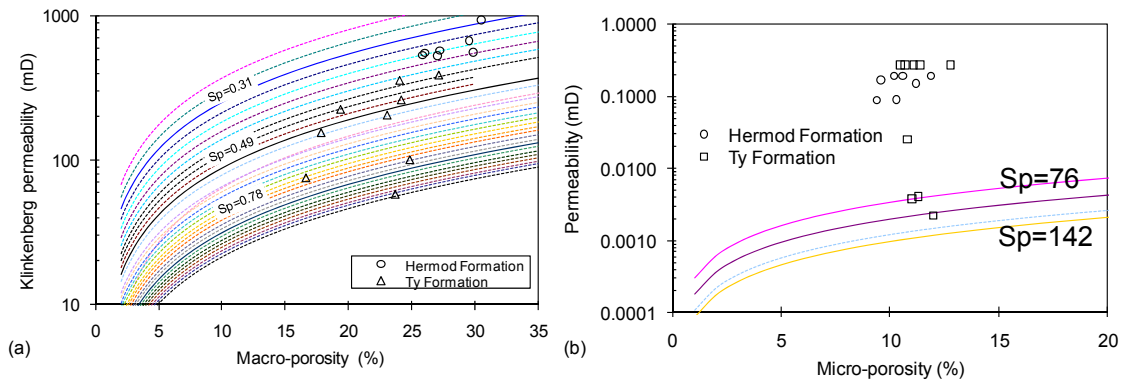 1000
100
10
0 5 10 15 20 25 30 35
Klinkenberg permeability (mD)
Macro-porosity (%)
Sp=0.31
Sp=0.49
Sp=0.78
Hermod Formation
Ty Formation
(a)
1.0000
0.1000
0.0100
0.0010
0.0001
0 5 10 15 20
Permeability (mD)
Micro-porosity (%)
Hermod Formation
Ty Formation
Sp=76
Sp=142
(b)